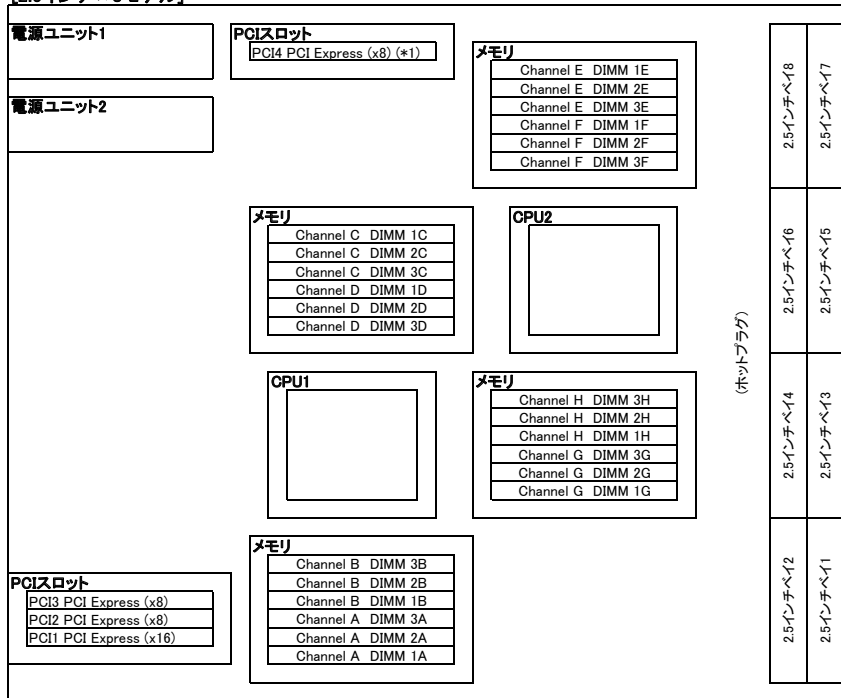 [2.5インチ×8モデル]
電源ユニット1
電源ユニット2
PCIスロット
PCI4 PCI Express (x8) (*1)
メモリ
Channel E DIMM 1E
Channel E DIMM 2E
Channel E DIMM 3E
Channel F DIMM 1F
Channel F DIMM 2F
Channel F DIMM 3F
メモリ
Channel C DIMM 1C
Channel C DIMM 2C
Channel C DIMM 3C
Channel D DIMM 1D
Channel D DIMM 2D
Channel D DIMM 3D
CPU2
CPU1
メモリ
Channel H DIMM 3H
Channel H DIMM 2H
Channel H DIMM 1H
Channel G DIMM 3G
Channel G DIMM 2G
Channel G DIMM 1G
メモリ
Channel B DIMM 3B
Channel B DIMM 2B
Channel B DIMM 1B
Channel A DIMM 3A
Channel A DIMM 2A
Channel A DIMM 1A
PCIスロット
PCI3 PCI Express (x8)
PCI2 PCI Express (x8)
PCI1 PCI Express (x16)
(ホットプラグ)
2.5インチベイ8
2.5インチベイ7
2.5インチベイ6
2.5インチベイ5
2.5インチベイ4
2.5インチベイ3
2.5インチベイ2
2.5インチベイ1